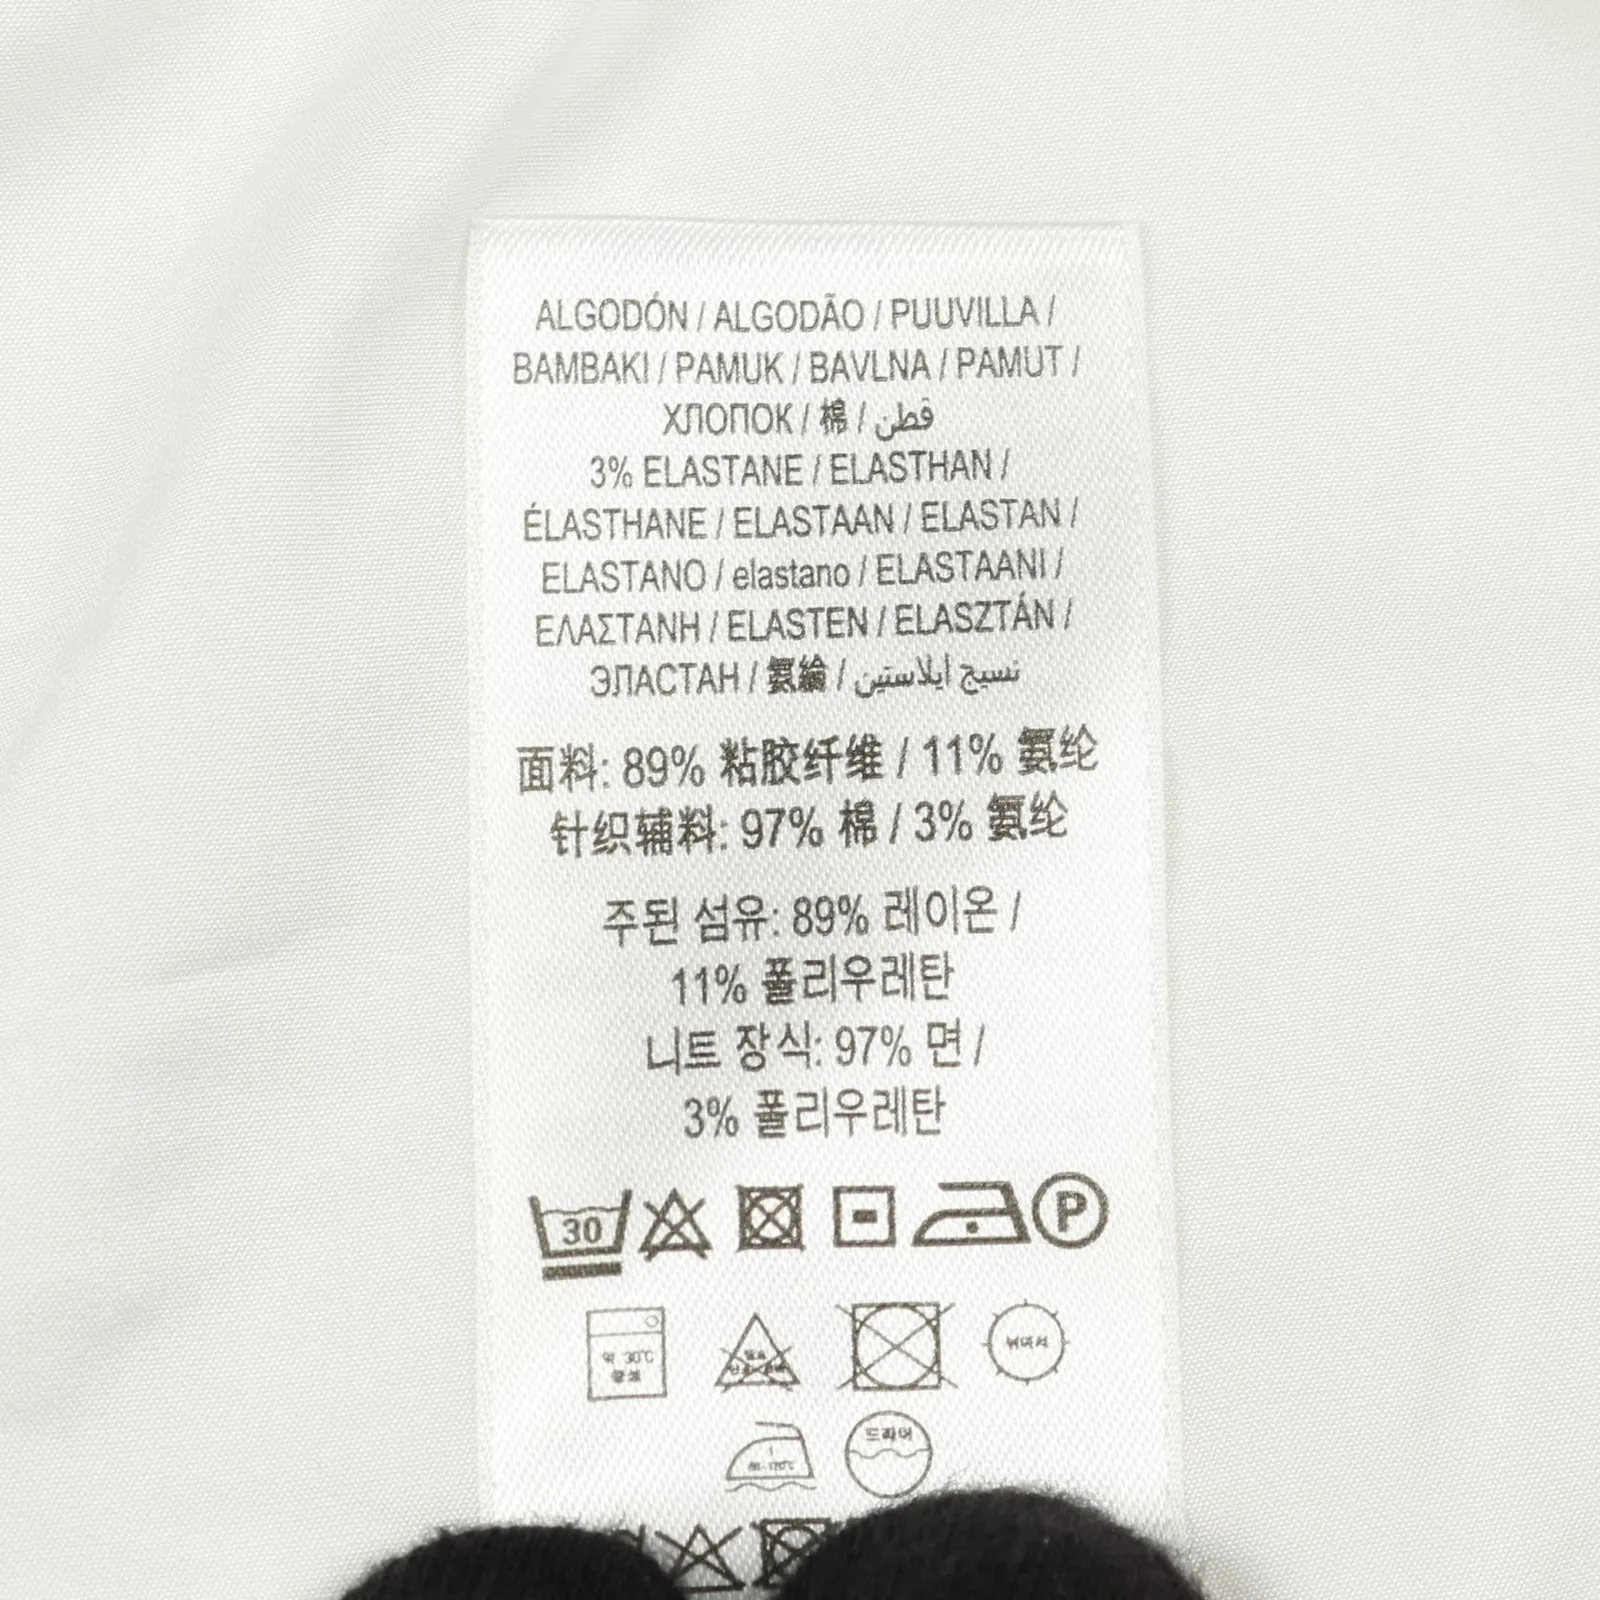 ALGODÓN / ALGODÃO / PUUVILLA /
BAMBAKI / PAMUK / BAVLNA / PAMUT /
ХЛОПОК / 棉 / قطن
3% ELASTANE / ELASTHAN /
ÉLASTHANE / ELASTAAN / ELASTAN /
ELASTANO / elastano / ELASTAANI /
ΕΛΑΣΤΑΝΗ / ELASTEN / ELASZTÁN /
ЭЛАСТАН / 氨綸 / نسيج ايلاستين
面料: 89% 粘胶纤维 / 11% 氨纶
针织辅料: 97% 棉 / 3% 氨纶
주된 섬유: 89% 레이온 /
11% 폴리우레탄
니트 장식: 97% 면 /
3% 폴리우레탄
30 P
약 30℃
드라이